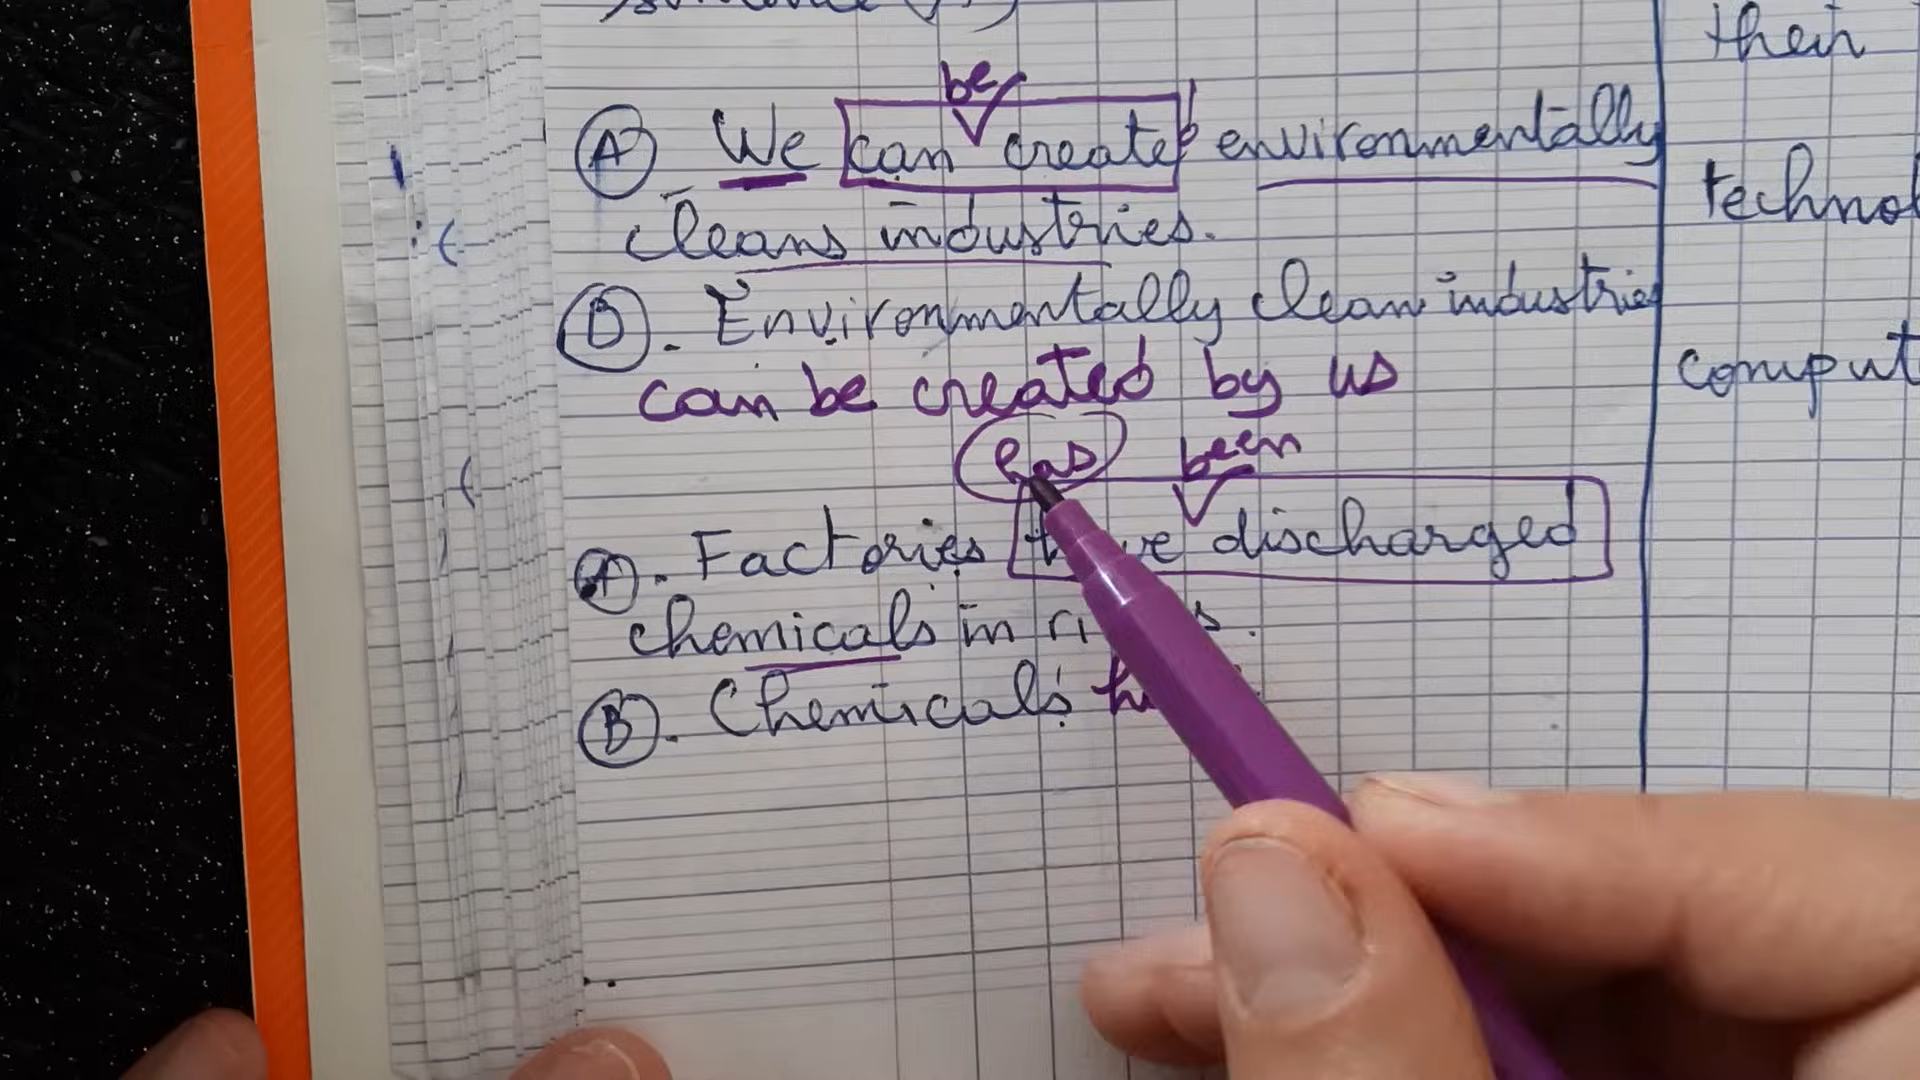 be
A We can create environmentally
cleans industries.
B. Environmentally clean industries
can be created by us
has been
A. Factories have discharged
chemicals in rivers.
B. Chemicals
their
comput